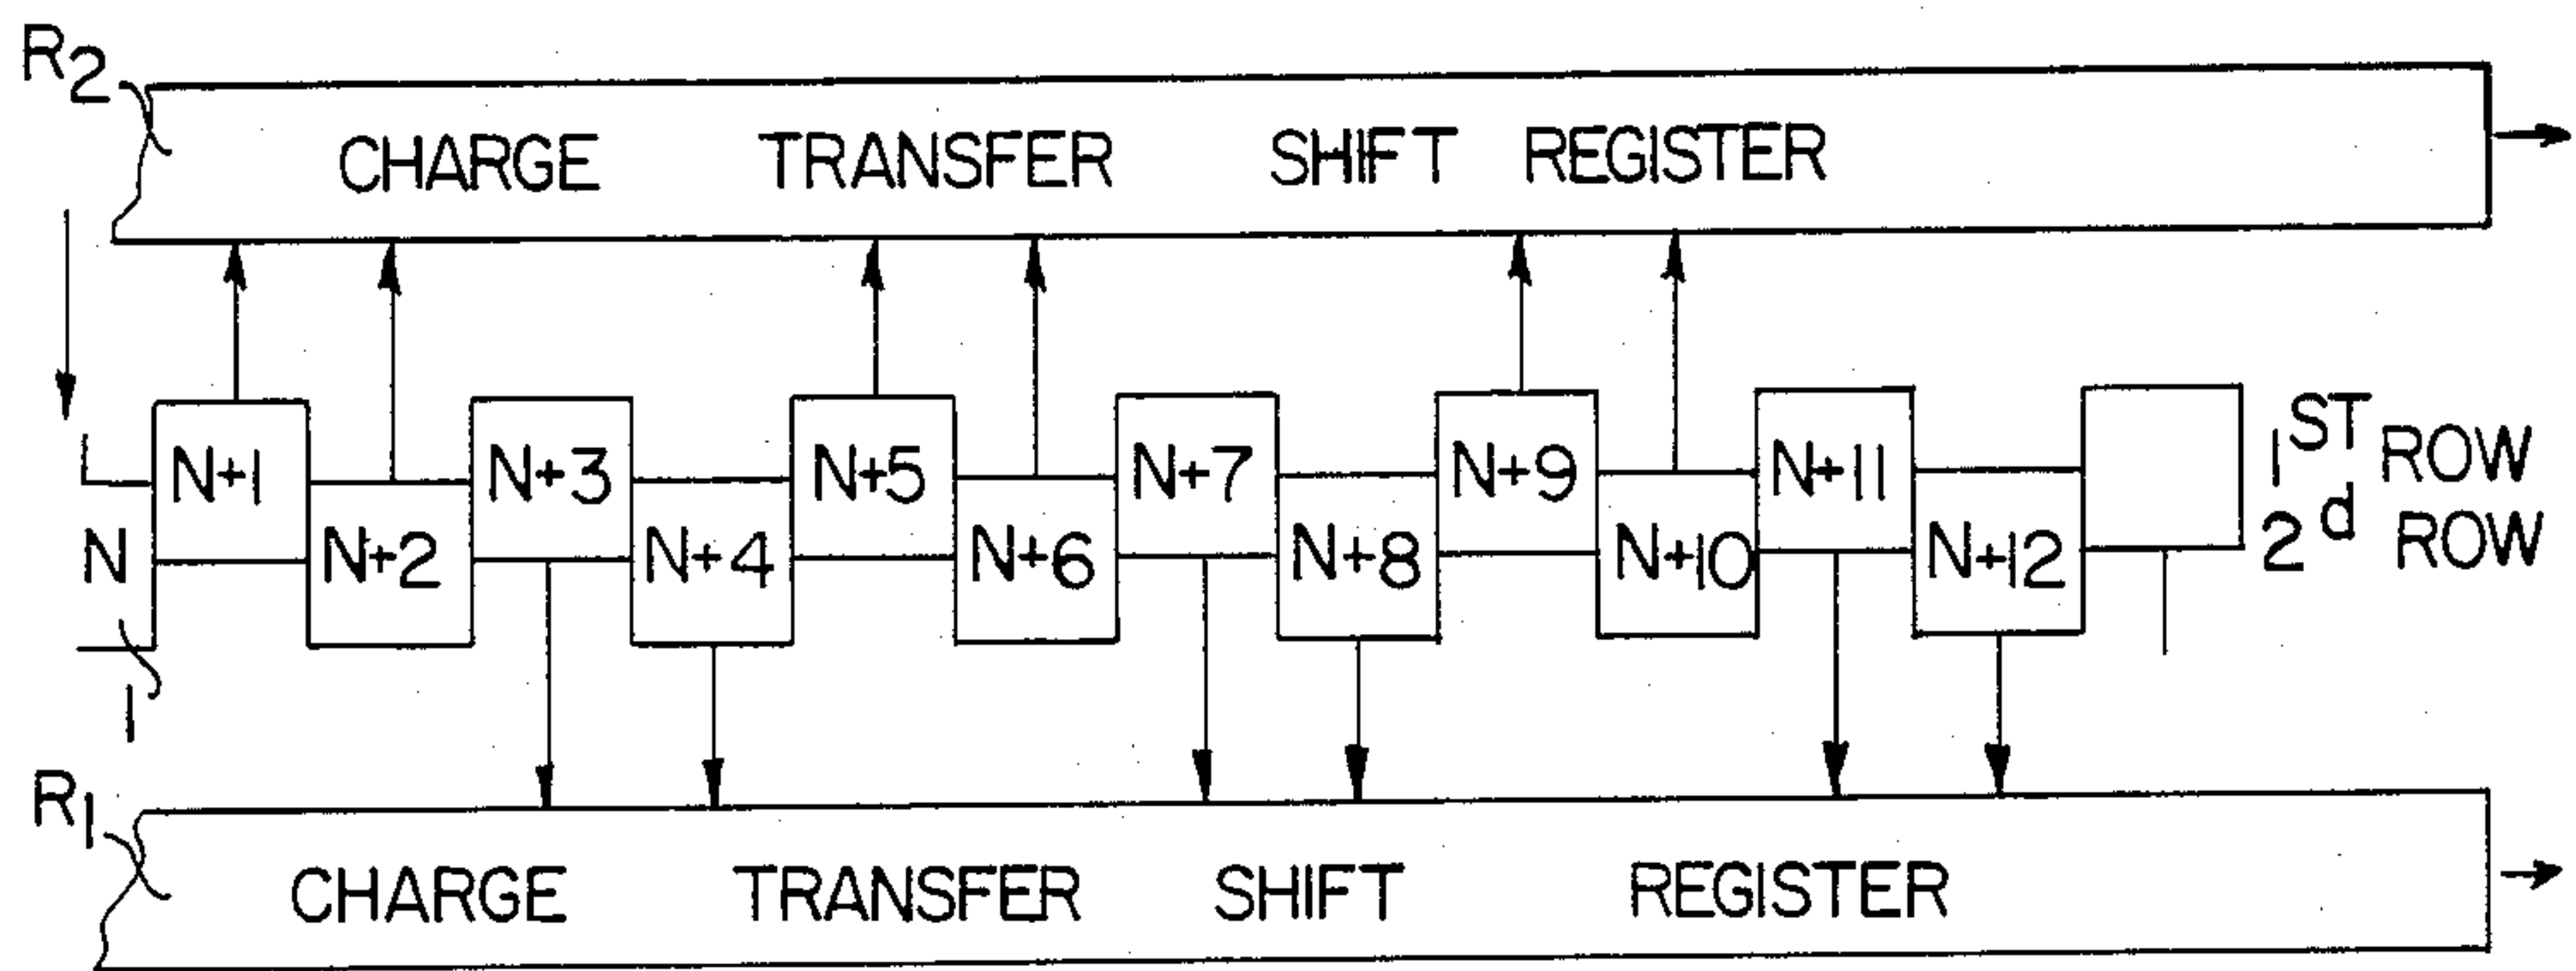 R2
CHARGE TRANSFER SHIFT REGISTER
N
N+1
N+2
N+3
N+4
N+5
N+6
N+7
N+8
N+9
N+10
N+11
N+12
1ST ROW
2d ROW
1
R1
CHARGE TRANSFER SHIFT REGISTER